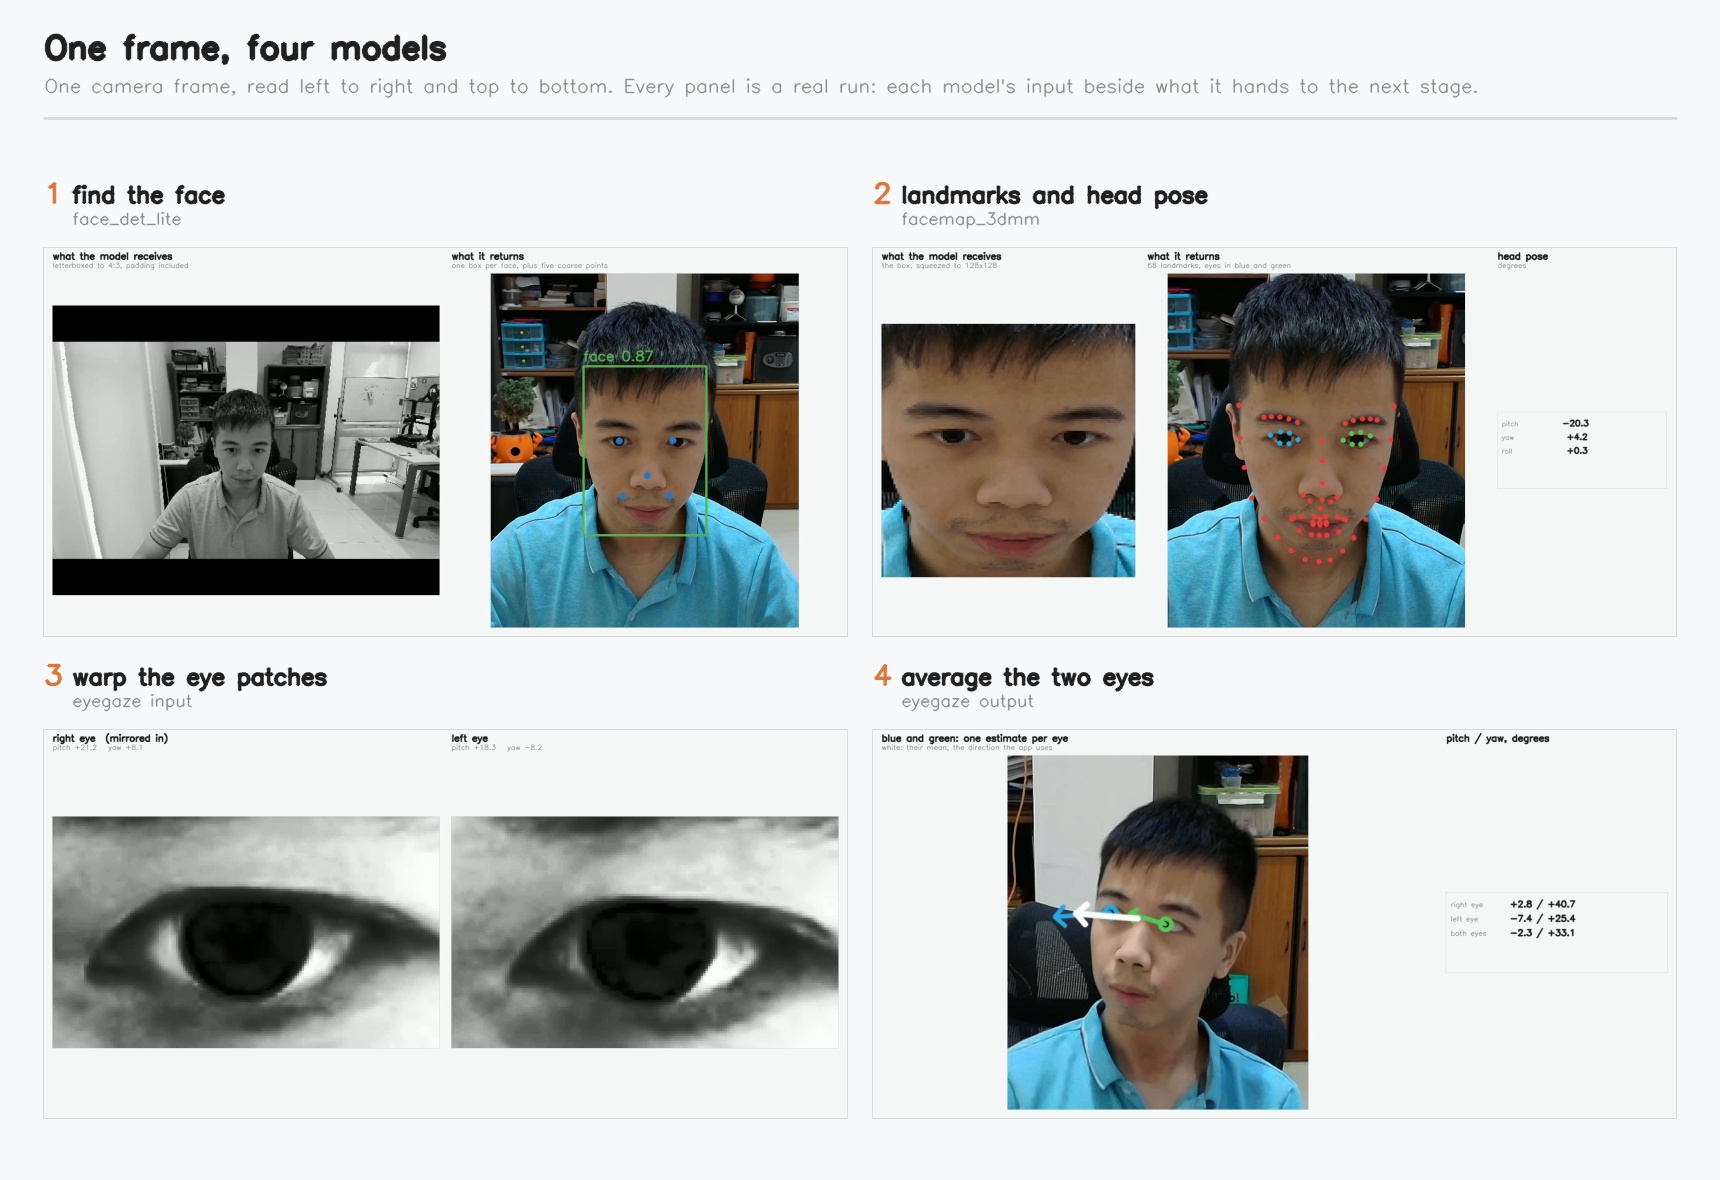 One frame, four models
One camera frame, read left to right and top to bottom. Every panel is a real run: each model's input beside what it hands to the next stage.
1 find the face
face_det_lite
what the model receives
letterboxed to 4:3, padding included
what it returns
one box per face, plus five coarse points
face 0.87
2 landmarks and head pose
facemap_3dmm
what the model receives
the box, squeezed to 128x128
what it returns
68 landmarks, eyes in blue and green
head pose
degrees
pitch −20.3
yaw +4.2
roll +0.3
3 warp the eye patches
eyegaze input
right eye (mirrored in)
pitch +21.2 yaw +8.1
left eye
pitch +18.3 yaw −8.2
4 average the two eyes
eyegaze output
blue and green: one estimate per eye
white: their mean, the direction the app uses
pitch / yaw, degrees
right eye +2.8 / +40.7
left eye −7.4 / +25.4
both eyes −2.3 / +33.1